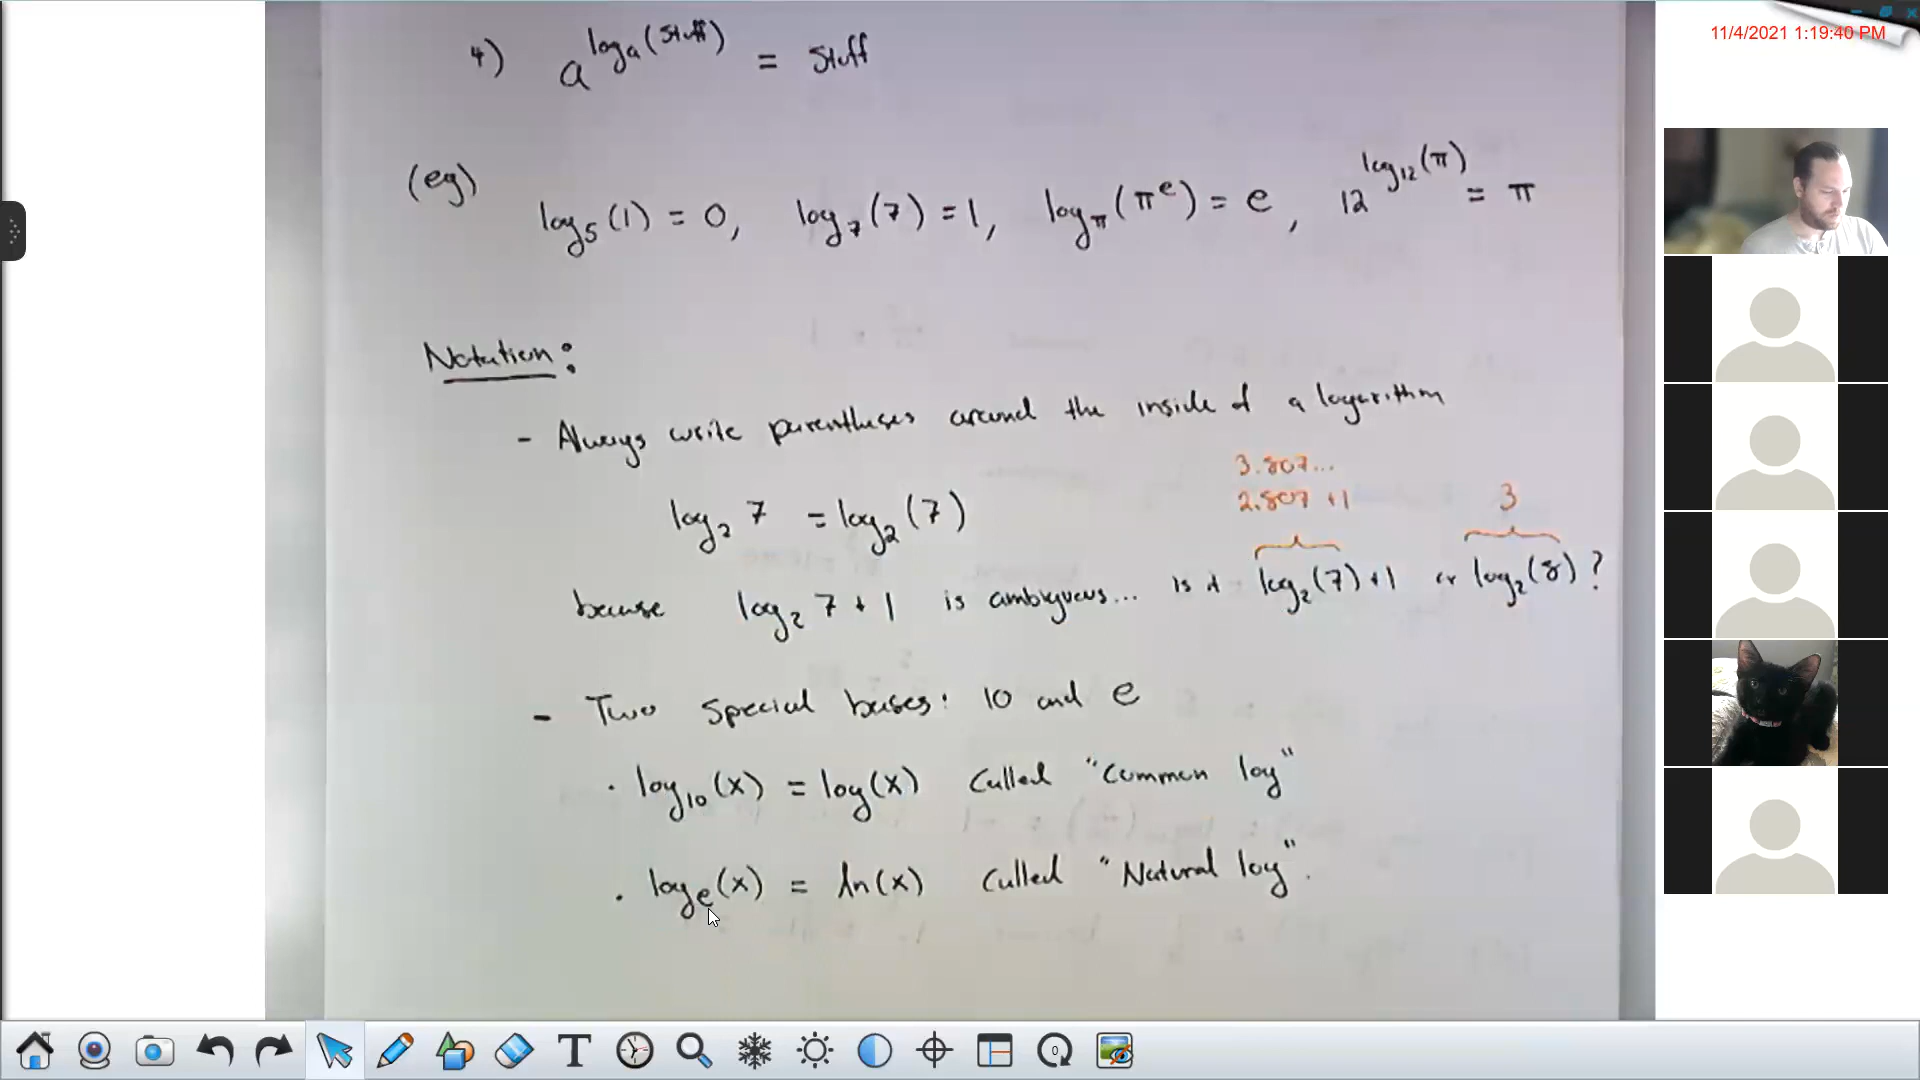 11/4/2021 1:19:40 PM
4) a^log_a(stuff) = stuff
(eg) log_5(1) = 0, log_7(7) = 1, log_π(π^e) = e, 12^log_12(π) = π
Notation:
- Always write parentheses around the inside of a logarithm
3.807...
2.807 +1 3
log_2 7 = log_2(7)
because log_2 7 + 1 is ambiguous... is it log_2(7)+1 or log_2(8)?
- Two special bases: 10 and e
· log_10(x) = log(x) called "Common log"
· log_e(x) = ln(x) called "Natural log".
T
0